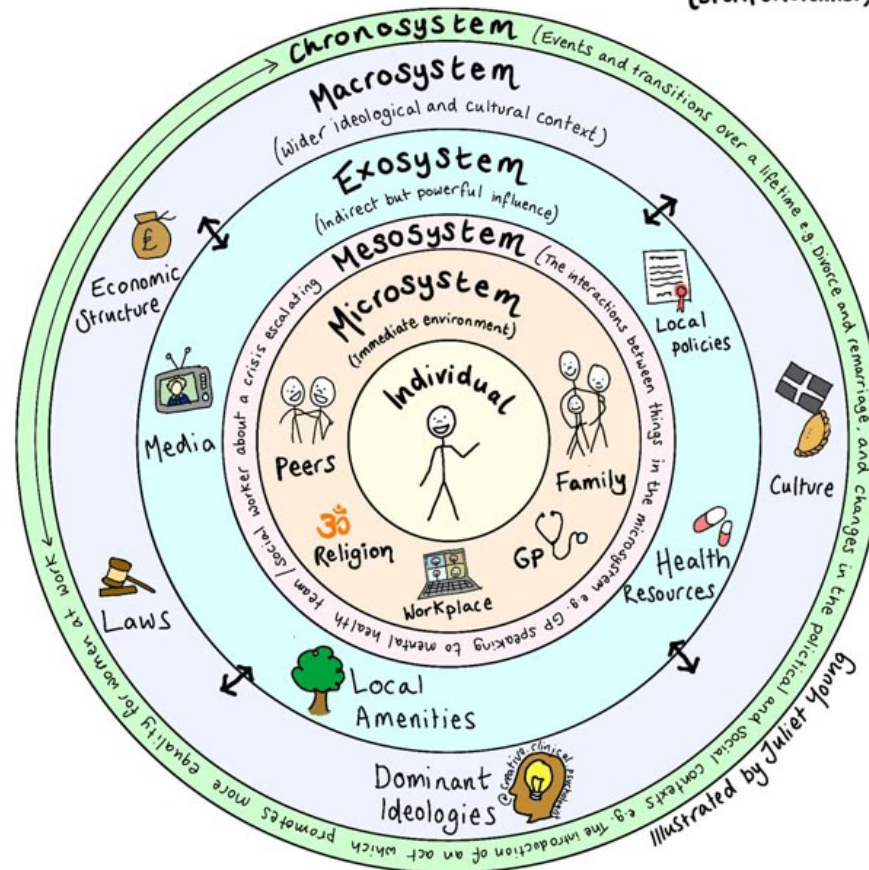 Chronosystem (Events and transitions over a lifetime e.g. Divorce and remarriage, and changes in the polictical and social contexts e.g. The introduction of an act which promotes more equality for women at work
Macrosystem
(Wider ideological and cultural context)
Exosystem
(Indirect but powerful influence)
Mesosystem (The interactions between things in the microsystem e.g. GP speaking to mental health team / Social worker about a crisis escalating
Microsystem
(Immediate environment)
Individual
Peers
Family
ॐ
Religion
GP
Workplace
£
Economic
Structure
Local
policies
Media
Culture
Health
Resources
Laws
Local
Amenities
Dominant
Ideologies
@creative.clinical.psychologist
Illustrated by Juliet Young